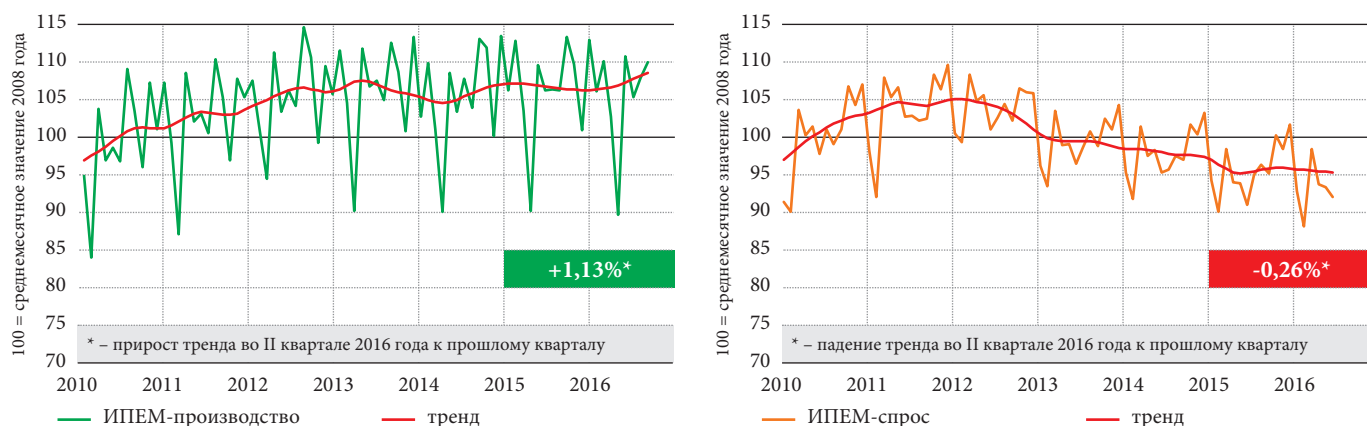 100 = среднемесячное значение 2008 года
115
110
105
100
95
90
85
80
75
70
+1,13%*
* – прирост тренда во II квартале 2016 года к прошлому кварталу
2010 2011 2012 2013 2014 2015 2016
ИПЕМ-производство тренд
100 = среднемесячное значение 2008 года
115
110
105
100
95
90
85
80
75
70
-0,26%*
* – падение тренда во II квартале 2016 года к прошлому кварталу
2010 2011 2012 2013 2014 2015 2016
ИПЕМ-спрос тренд